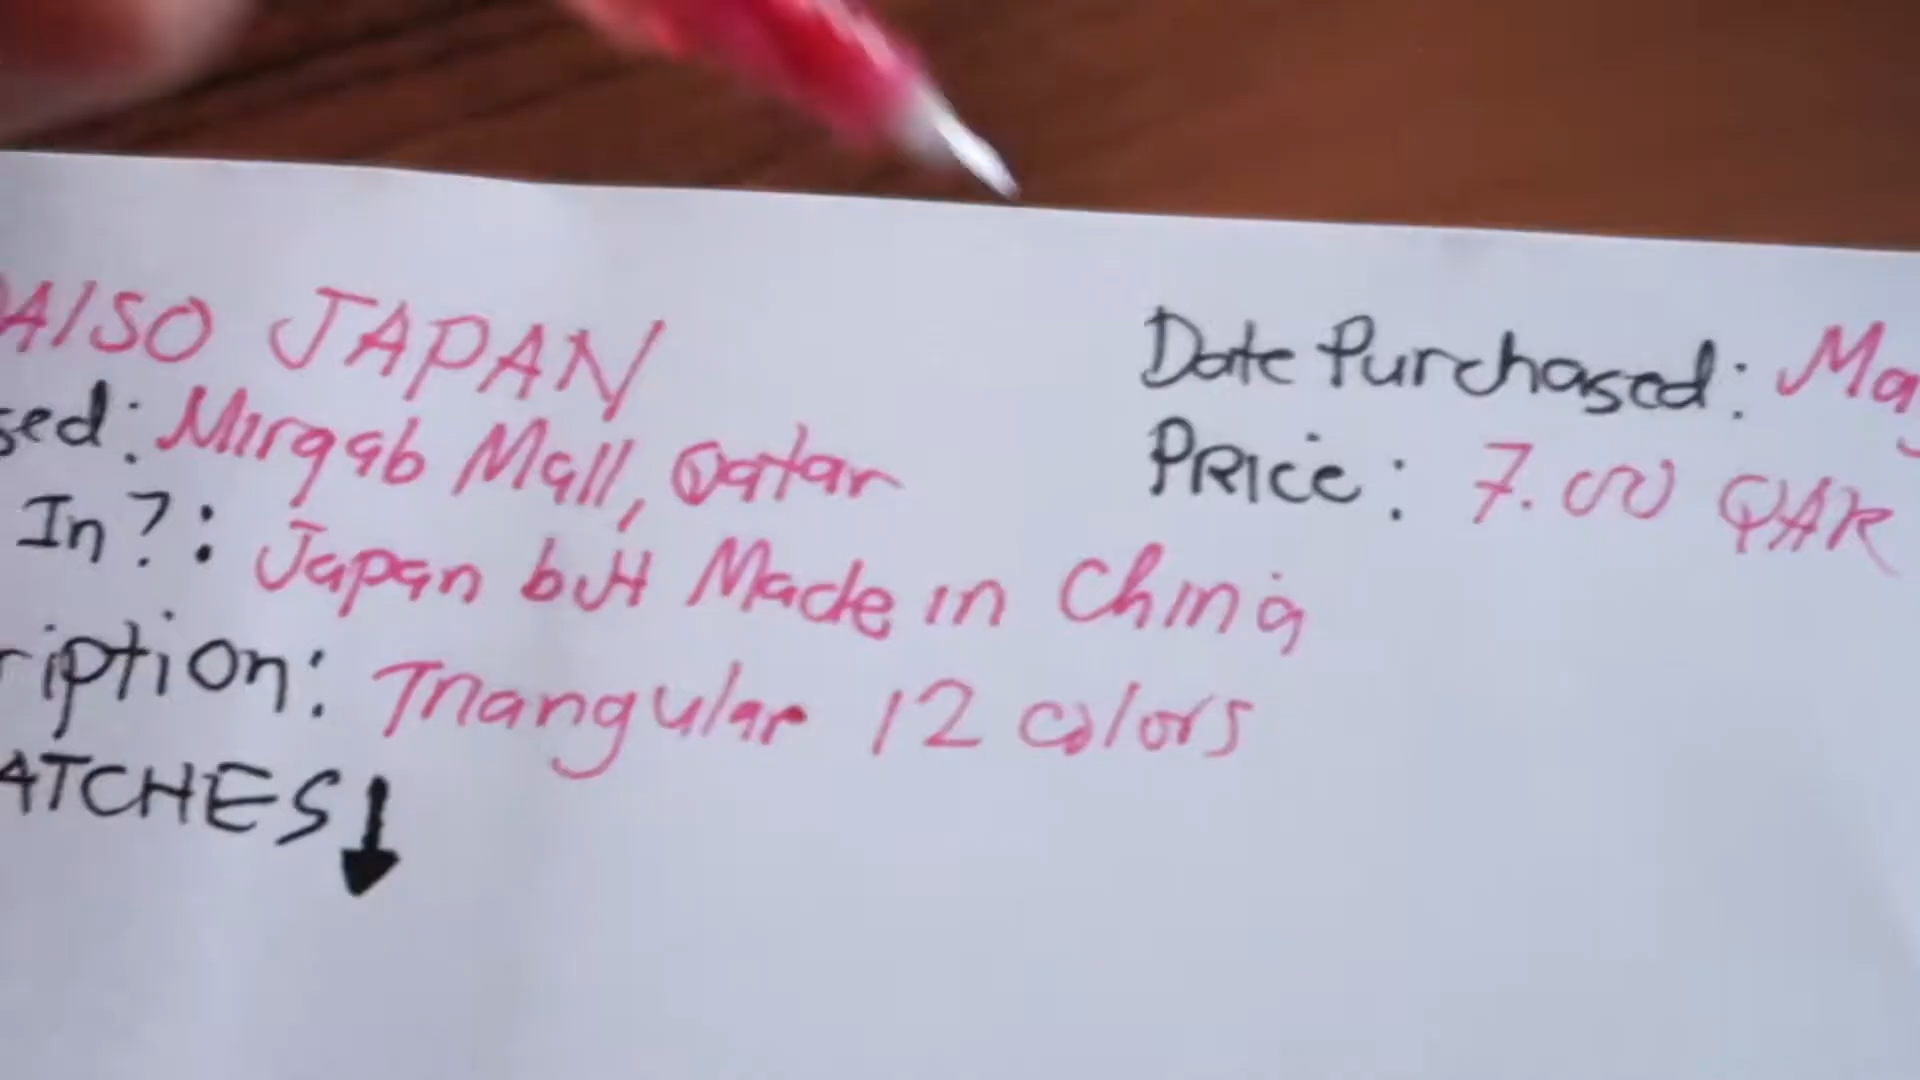 AISO JAPAN
sed: Mirqab Mall, Qatar
In?: Japan but Made in China
ription: Triangular 12 colors
ATCHES
Date Purchased: Ma
PRice: 7.00 QAR